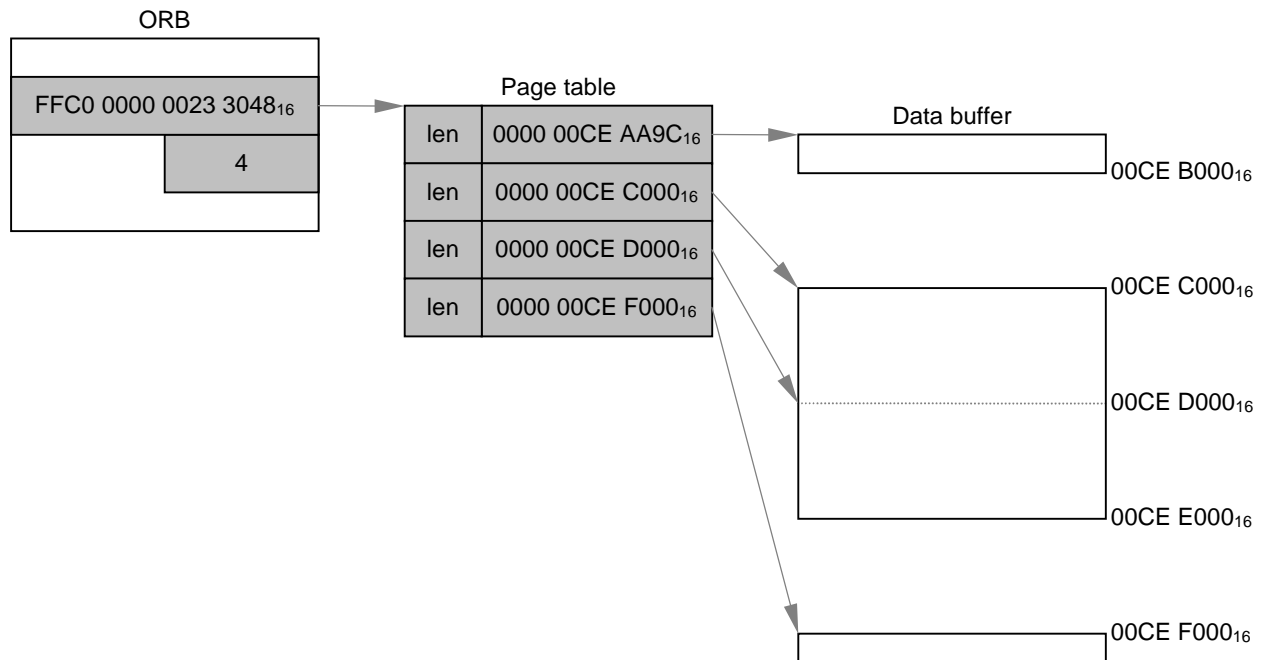 ORB
FFC0 0000 0023 3048₁₆
4
Page table
len 0000 00CE AA9C₁₆
len 0000 00CE C000₁₆
len 0000 00CE D000₁₆
len 0000 00CE F000₁₆
Data buffer
00CE B000₁₆
00CE C000₁₆
00CE D000₁₆
00CE E000₁₆
00CE F000₁₆